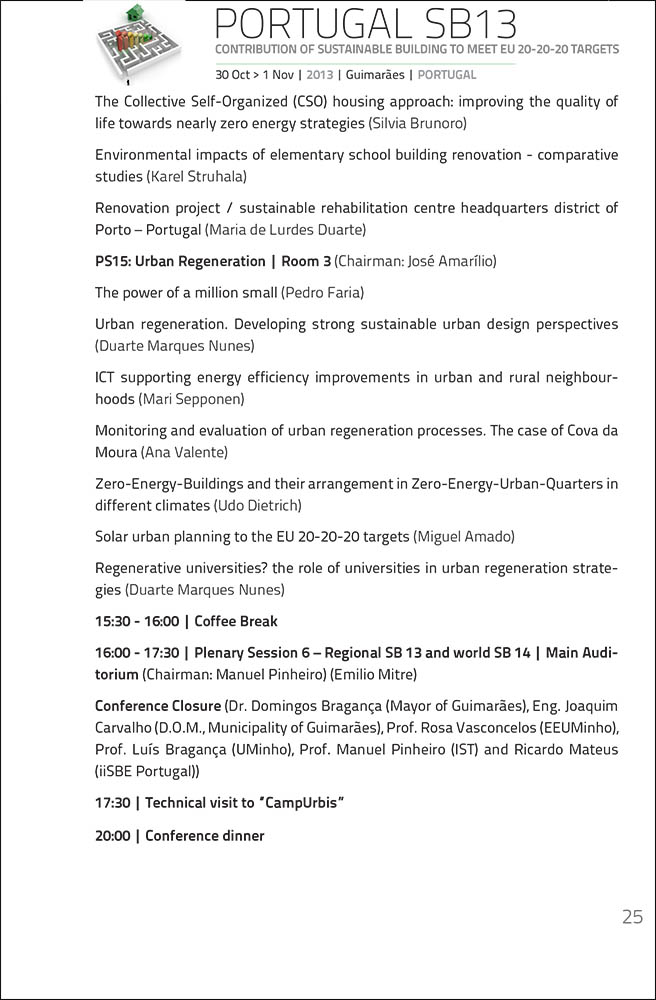 PORTUGAL SB13
CONTRIBUTION OF SUSTAINABLE BUILDING TO MEET EU 20-20-20 TARGETS
30 Oct > 1 Nov | 2013 | Guimarães | PORTUGAL
The Collective Self-Organized (CSO) housing approach: improving the quality of
life towards nearly zero energy strategies (Silvia Brunoro)
Environmental impacts of elementary school building renovation - comparative
studies (Karel Struhala)
Renovation project / sustainable rehabilitation centre headquarters district of
Porto – Portugal (Maria de Lurdes Duarte)
PS15: Urban Regeneration | Room 3 (Chairman: José Amarílio)
The power of a million small (Pedro Faria)
Urban regeneration. Developing strong sustainable urban design perspectives
(Duarte Marques Nunes)
ICT supporting energy efficiency improvements in urban and rural neighbour-
hoods (Mari Sepponen)
Monitoring and evaluation of urban regeneration processes. The case of Cova da
Moura (Ana Valente)
Zero-Energy-Buildings and their arrangement in Zero-Energy-Urban-Quarters in
different climates (Udo Dietrich)
Solar urban planning to the EU 20-20-20 targets (Miguel Amado)
Regenerative universities? the role of universities in urban regeneration strate-
gies (Duarte Marques Nunes)
15:30 - 16:00 | Coffee Break
16:00 - 17:30 | Plenary Session 6 – Regional SB 13 and world SB 14 | Main Audi-
torium (Chairman: Manuel Pinheiro) (Emilio Mitre)
Conference Closure (Dr. Domingos Bragança (Mayor of Guimarães), Eng. Joaquim
Carvalho (D.O.M., Municipality of Guimarães), Prof. Rosa Vasconcelos (EEUMinho),
Prof. Luís Bragança (UMinho), Prof. Manuel Pinheiro (IST) and Ricardo Mateus
(iiSBE Portugal))
17:30 | Technical visit to "CampUrbis"
20:00 | Conference dinner
25